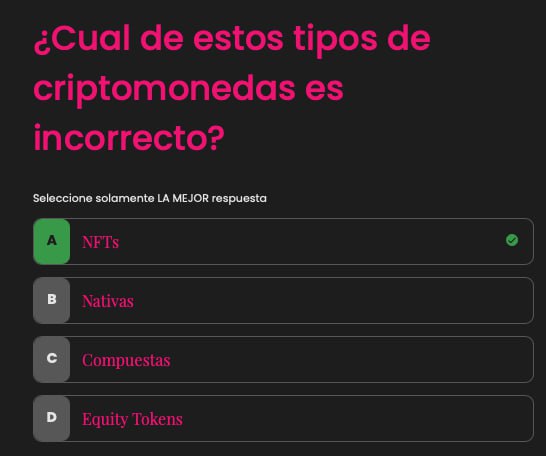 ¿Cual de estos tipos de
criptomonedas es
incorrecto?
Seleccione solamente LA MEJOR respuesta
A NFTs
B Nativas
C Compuestas
D Equity Tokens